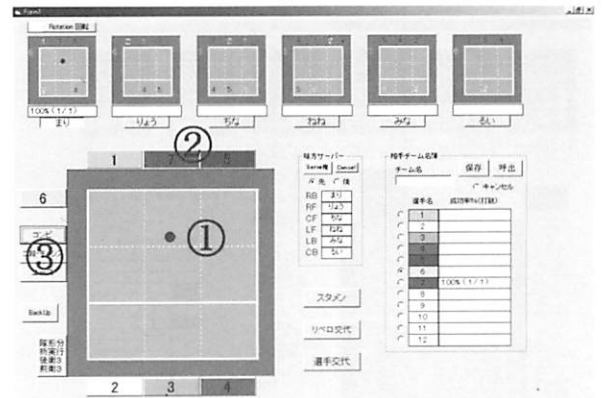 Form1
Rotation 回転
100% (1/1)
まり
りょう
ちな
ねね
みな
るい
②
1
7
5
6
①
コンビ
③
BackUp
2
3
4
味方サーバー
Serve権
Cancel
先
後
RB まり
RF りょう
CF ちな
LF ねね
LB みな
CB るい
スタメン
リベロ交代
選手交代
相手チーム名簿
チーム名
保存
呼出
キャンセル
選手名 成功率%(打数)
1
2
3
4
5
6
7 100% (1/1)
8
9
10
11
12